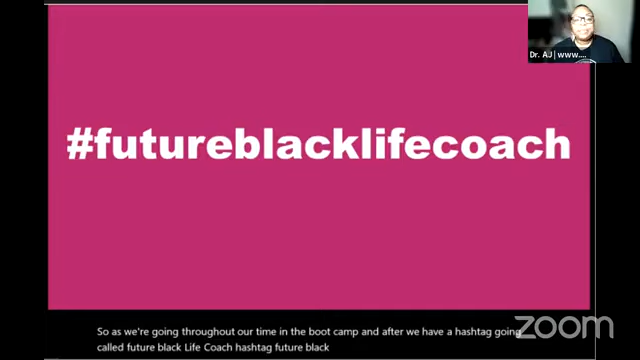 Dr. AJ | www....
#futureblacklifecoach
So as we're going throughout our time in the boot camp and after we have a hashtag going
called future black Life Coach hashtag future black
zoom